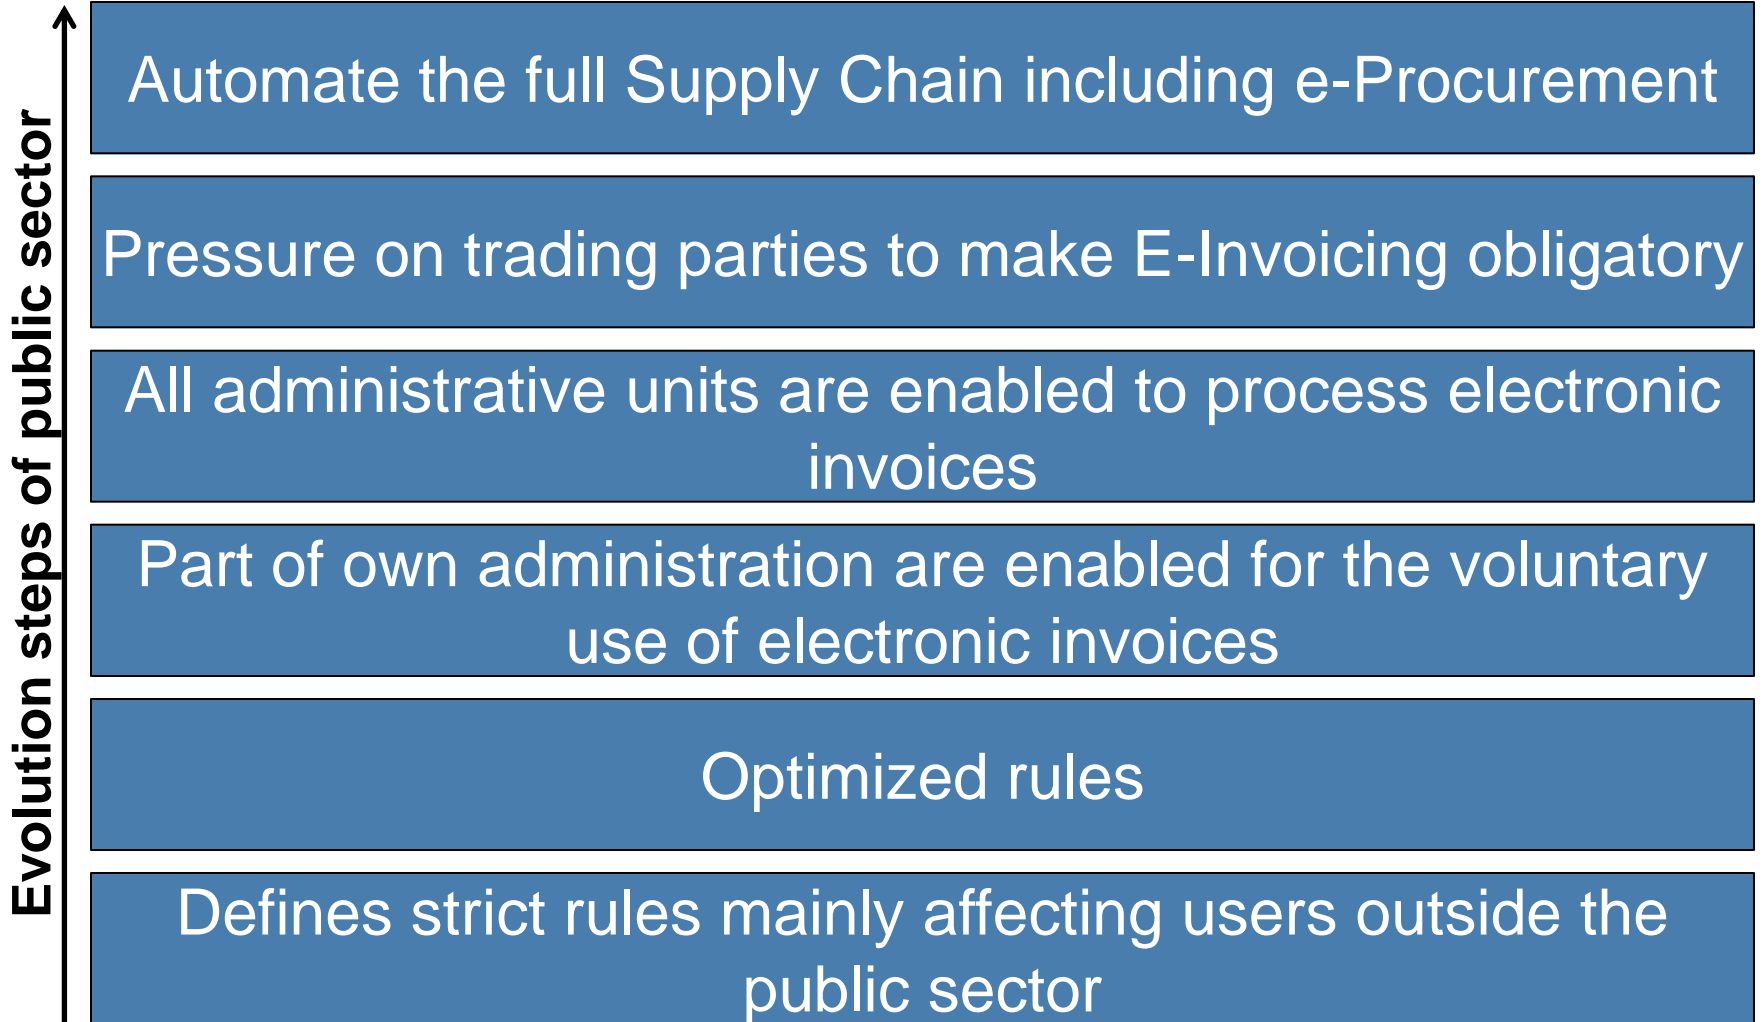 Evolution steps of public sector
Automate the full Supply Chain including e-Procurement
Pressure on trading parties to make E-Invoicing obligatory
All administrative units are enabled to process electronic
invoices
Part of own administration are enabled for the voluntary
use of electronic invoices
Optimized rules
Defines strict rules mainly affecting users outside the
public sector